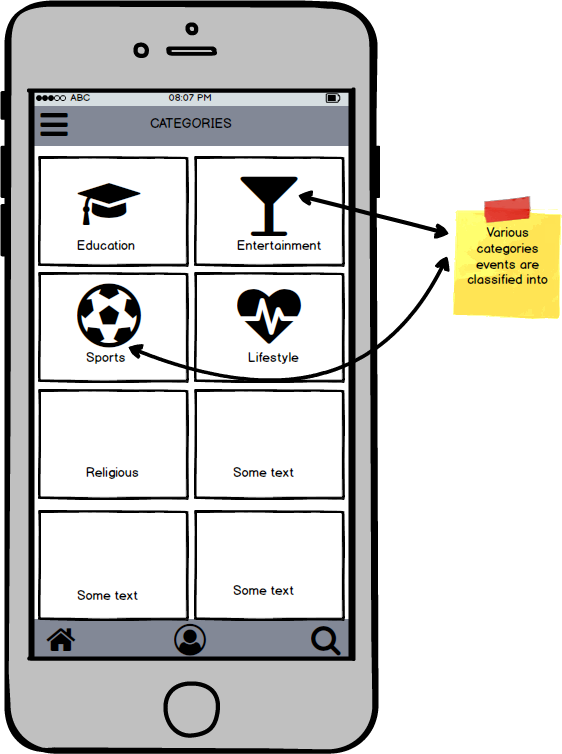 ABC 08:07 PM
CATEGORIES
Education
Entertainment
Sports
Lifestyle
Religious
Some text
Some text
Some text
Various
categories
events are
classified into